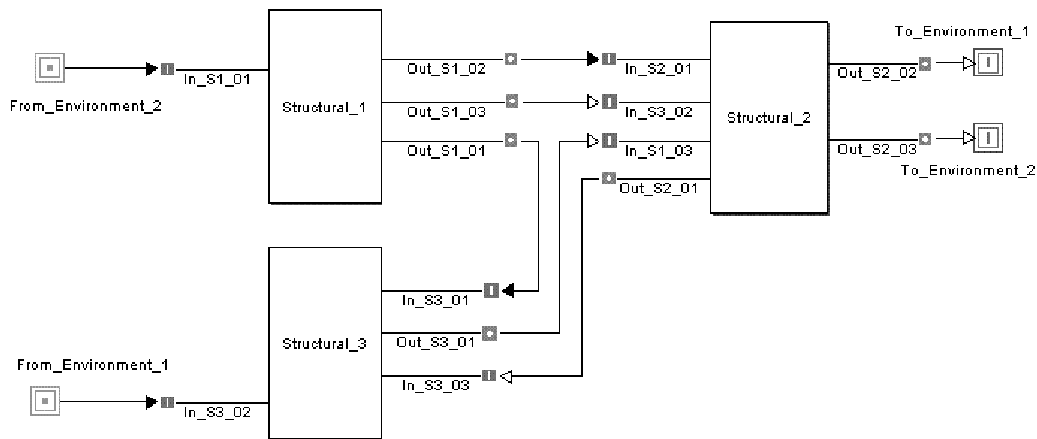 To_Environment_1
In_S1_01
From_Environment_2
Structural_1
Out_S1_02
Out_S1_03
Out_S1_01
In_S2_01
In_S3_02
In_S1_03
Out_S2_01
Structural_2
Out_S2_02
Out_S2_03
To_Environment_2
In_S3_01
Structural_3
Out_S3_01
In_S3_03
From_Environment_1
In_S3_02